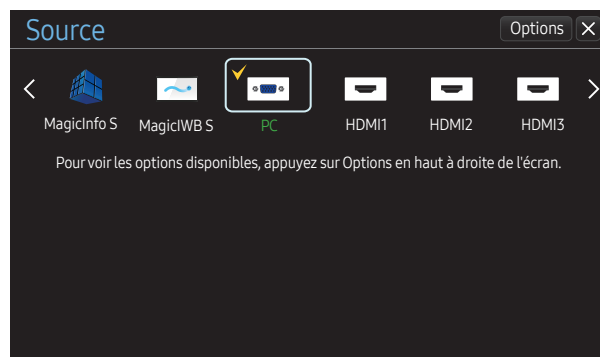 Source
Options
MagicInfo S
MagicIWB S
PC
HDMI1
HDMI2
HDMI3
Pour voir les options disponibles, appuyez sur Options en haut à droite de l'écran.